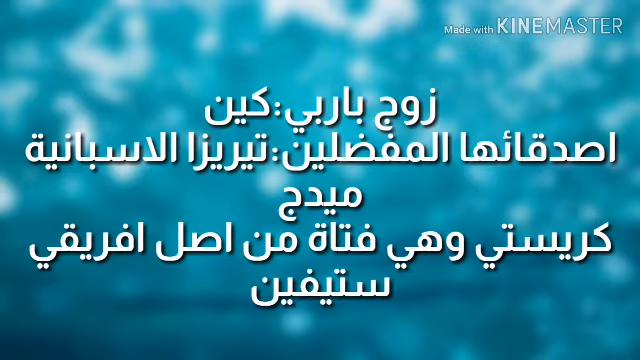 Made with KINEMASTER
زوج باربي:كين
اصدقائها المفضلين:تيريزا الاسبانية
ميدج
كريستي وهي فتاة من اصل افريقي
ستيفين